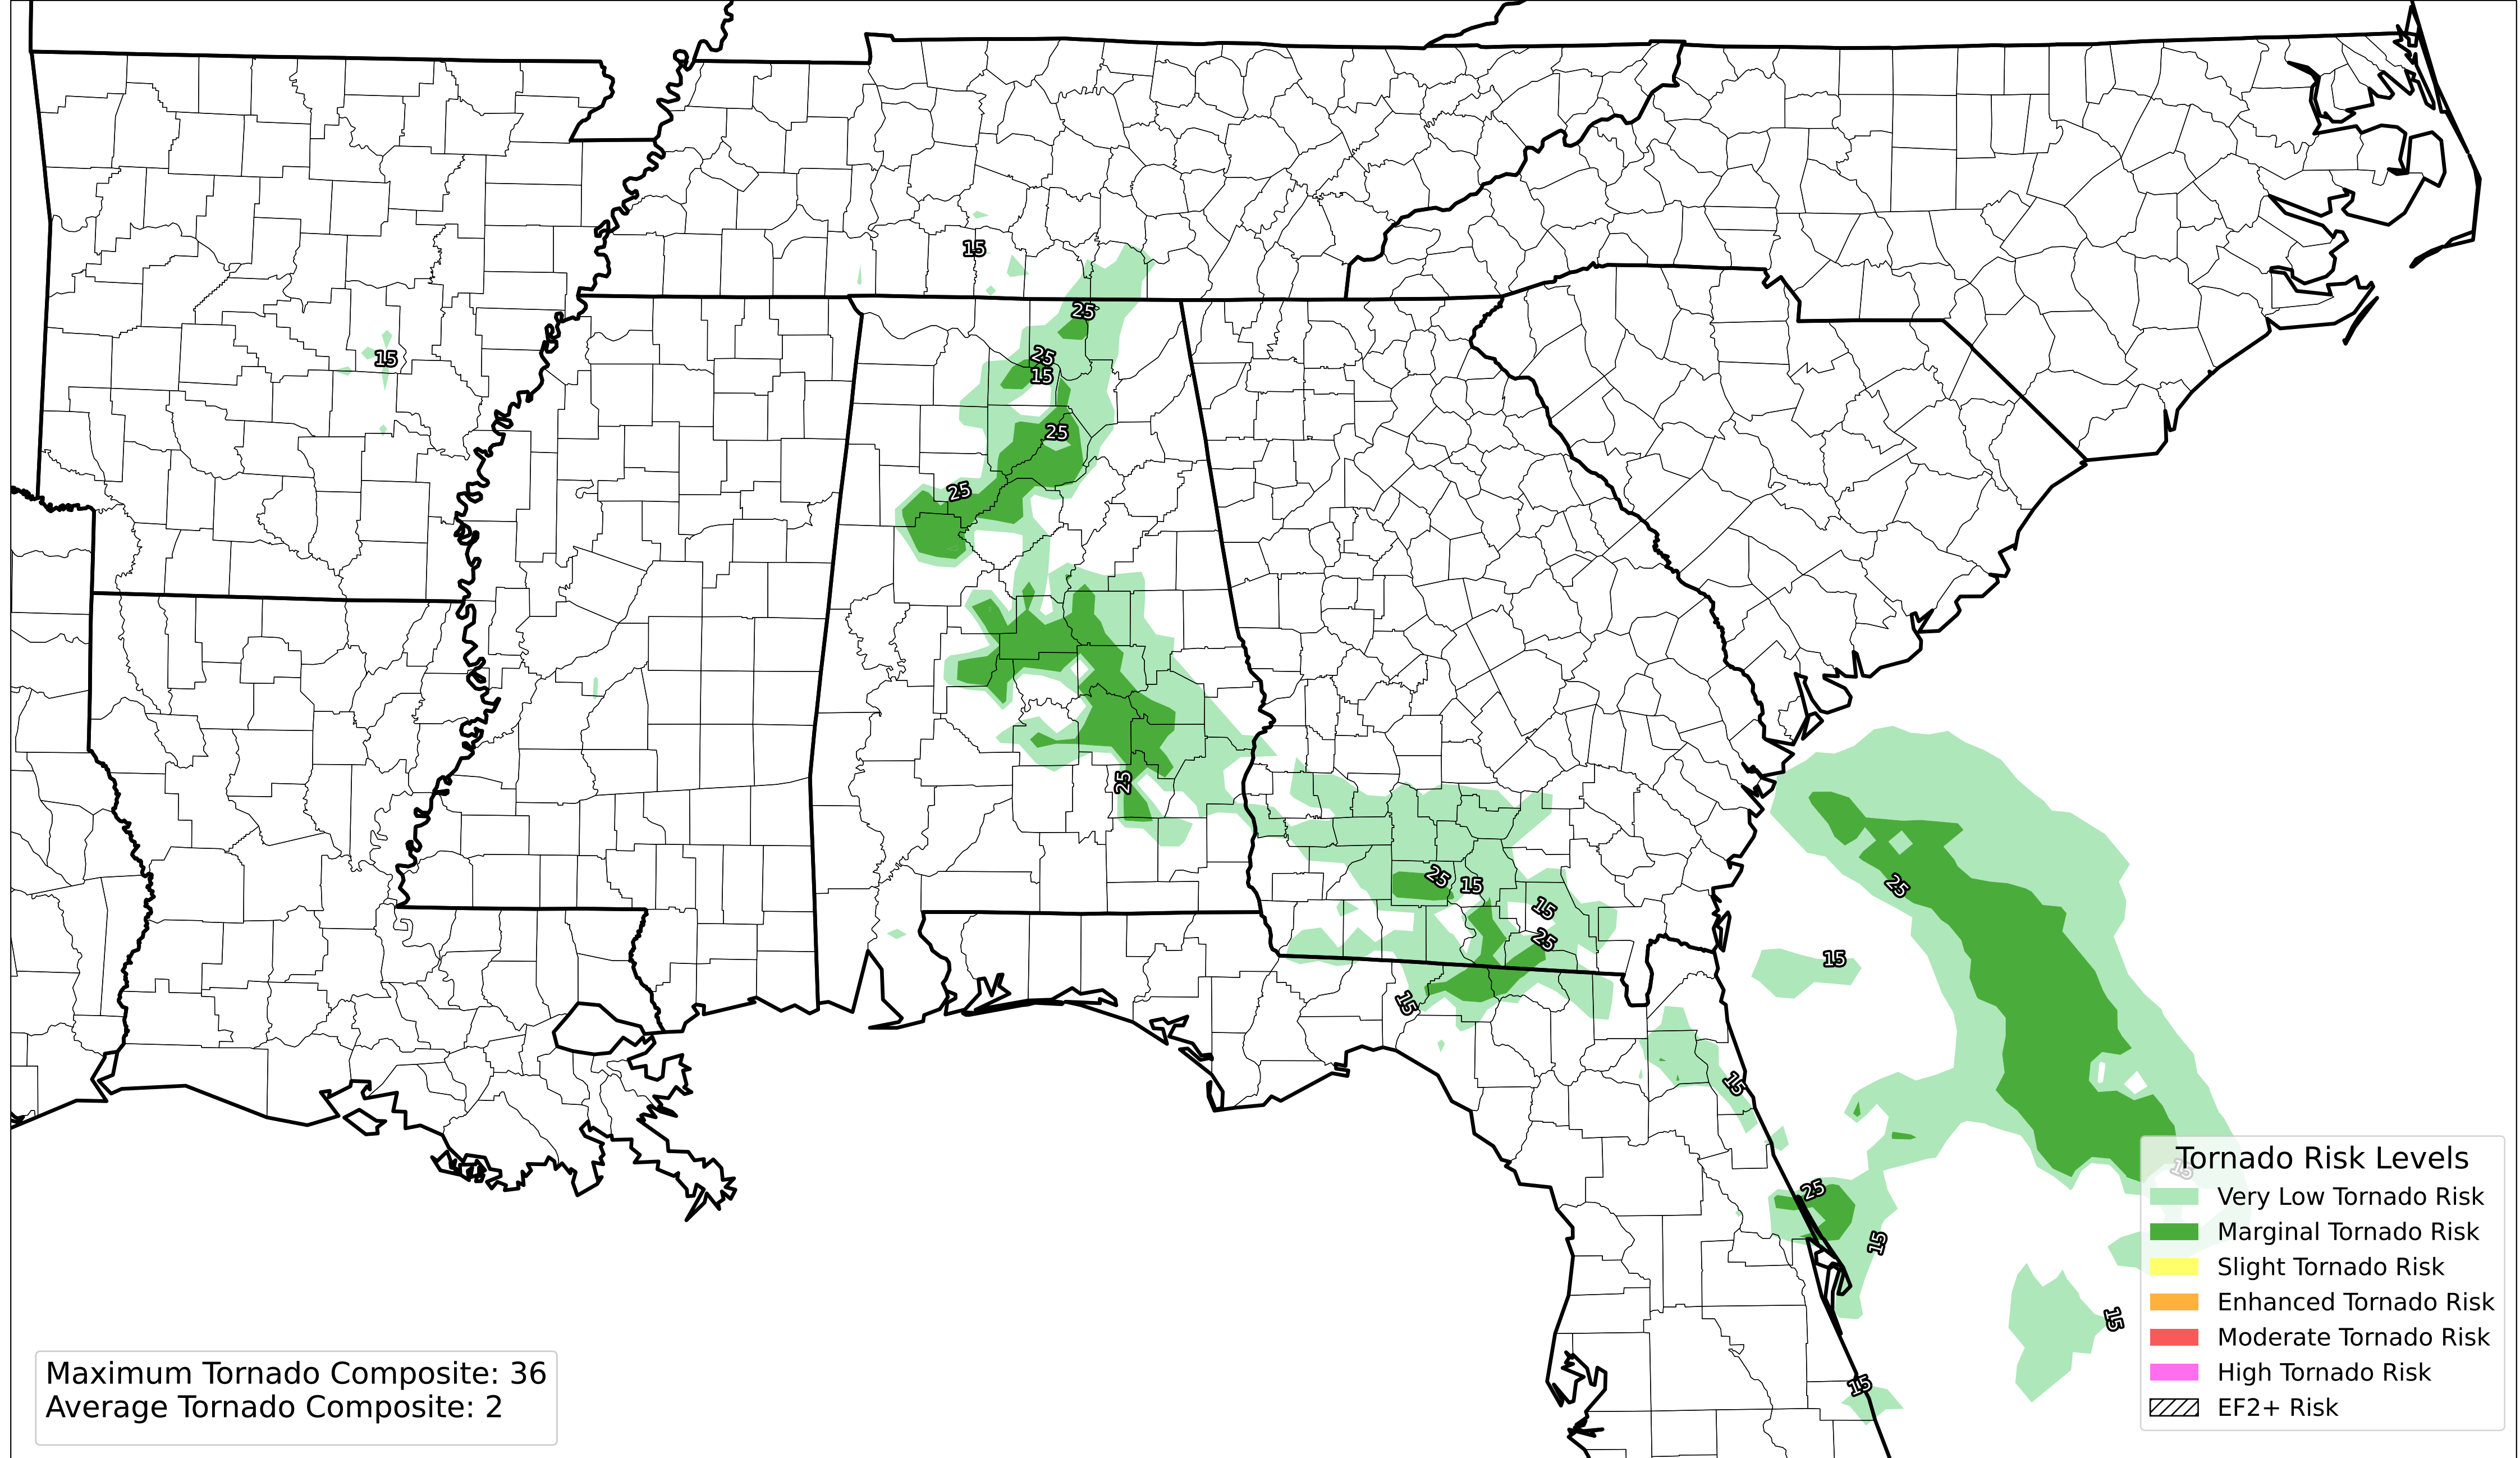 15
25
15
25
15
25
25
25
25
15
15
25
15
25
15
15
15
25
15
15
15
Tornado Risk Levels
Very Low Tornado Risk
Marginal Tornado Risk
Slight Tornado Risk
Enhanced Tornado Risk
Moderate Tornado Risk
High Tornado Risk
EF2+ Risk
Maximum Tornado Composite: 36
Average Tornado Composite: 2